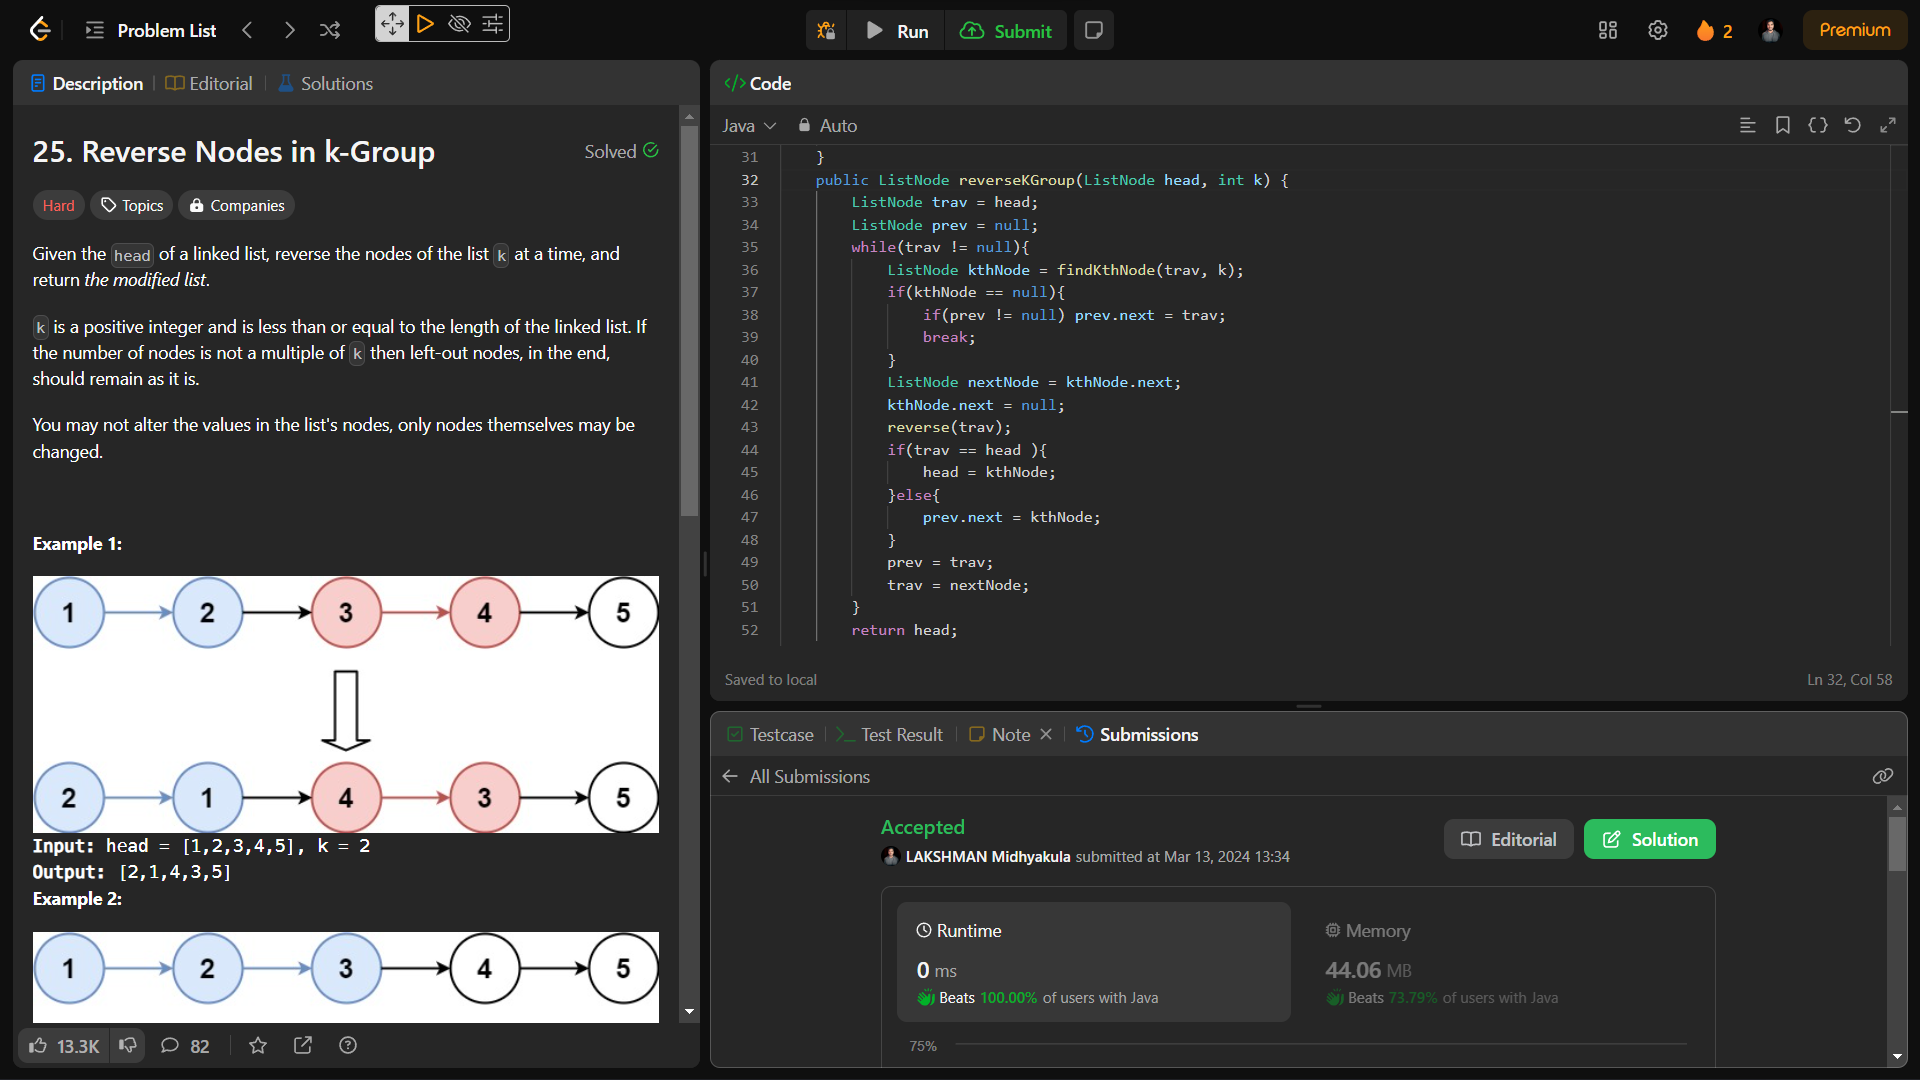 Problem List
Run
Submit
2
Premium
Description
Editorial
Solutions
25. Reverse Nodes in k-Group
Solved
Hard
Topics
Companies
Given the head of a linked list, reverse the nodes of the list k at a time, and
return the modified list.
k is a positive integer and is less than or equal to the length of the linked list. If
the number of nodes is not a multiple of k then left-out nodes, in the end,
should remain as it is.
You may not alter the values in the list's nodes, only nodes themselves may be
changed.
Example 1:
1 2 3 4 5
2 1 4 3 5
Input: head = [1,2,3,4,5], k = 2
Output: [2,1,4,3,5]
Example 2:
1 2 3 4 5
13.3K
82
</> Code
Java
Auto
31 }
32 public ListNode reverseKGroup(ListNode head, int k) {
33 ListNode trav = head;
34 ListNode prev = null;
35 while(trav != null){
36 ListNode kthNode = findKthNode(trav, k);
37 if(kthNode == null){
38 if(prev != null) prev.next = trav;
39 break;
40 }
41 ListNode nextNode = kthNode.next;
42 kthNode.next = null;
43 reverse(trav);
44 if(trav == head ){
45 head = kthNode;
46 }else{
47 prev.next = kthNode;
48 }
49 prev = trav;
50 trav = nextNode;
51 }
52 return head;
Saved to local
Ln 32, Col 58
Testcase
Test Result
Note
Submissions
All Submissions
Accepted
LAKSHMAN Midhyakula submitted at Mar 13, 2024 13:34
Editorial
Solution
Runtime
0 ms
Beats 100.00% of users with Java
Memory
44.06 MB
Beats 73.79% of users with Java
75%